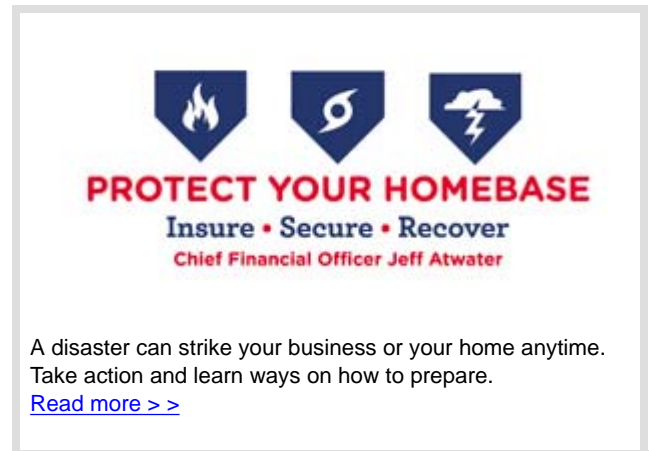 PROTECT YOUR HOMEBASE
Insure • Secure • Recover
Chief Financial Officer Jeff Atwater
A disaster can strike your business or your home anytime.
Take action and learn ways on how to prepare.
Read more > >